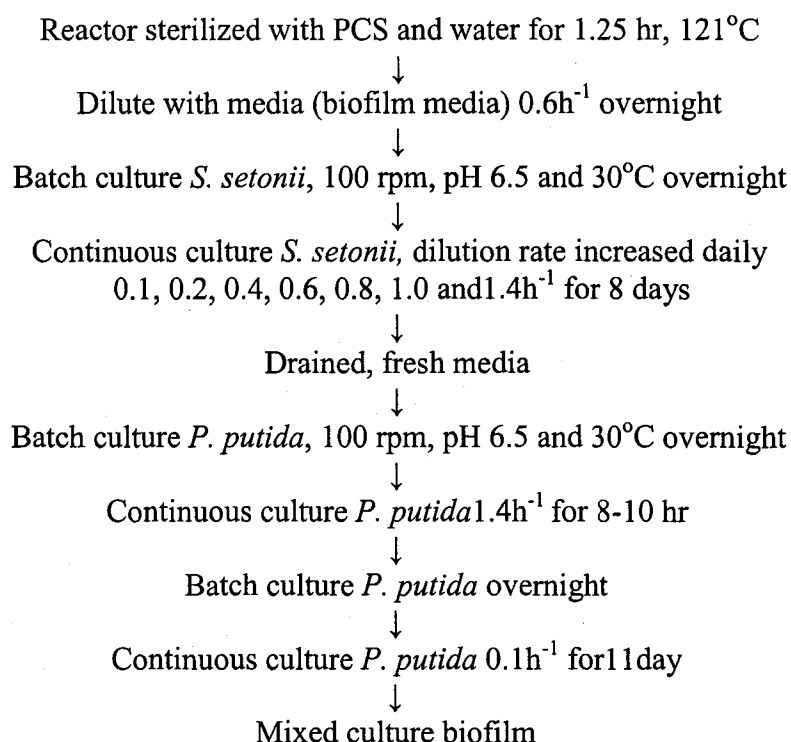 Reactor sterilized with PCS and water for 1.25 hr, 121°C
↓
Dilute with media (biofilm media) 0.6h⁻¹ overnight
↓
Batch culture S. setonii, 100 rpm, pH 6.5 and 30°C overnight
↓
Continuous culture S. setonii, dilution rate increased daily
0.1, 0.2, 0.4, 0.6, 0.8, 1.0 and1.4h⁻¹ for 8 days
↓
Drained, fresh media
↓
Batch culture P. putida, 100 rpm, pH 6.5 and 30°C overnight
↓
Continuous culture P. putida1.4h⁻¹ for 8-10 hr
↓
Batch culture P. putida overnight
↓
Continuous culture P. putida 0.1h⁻¹ for11day
↓
Mixed culture biofilm